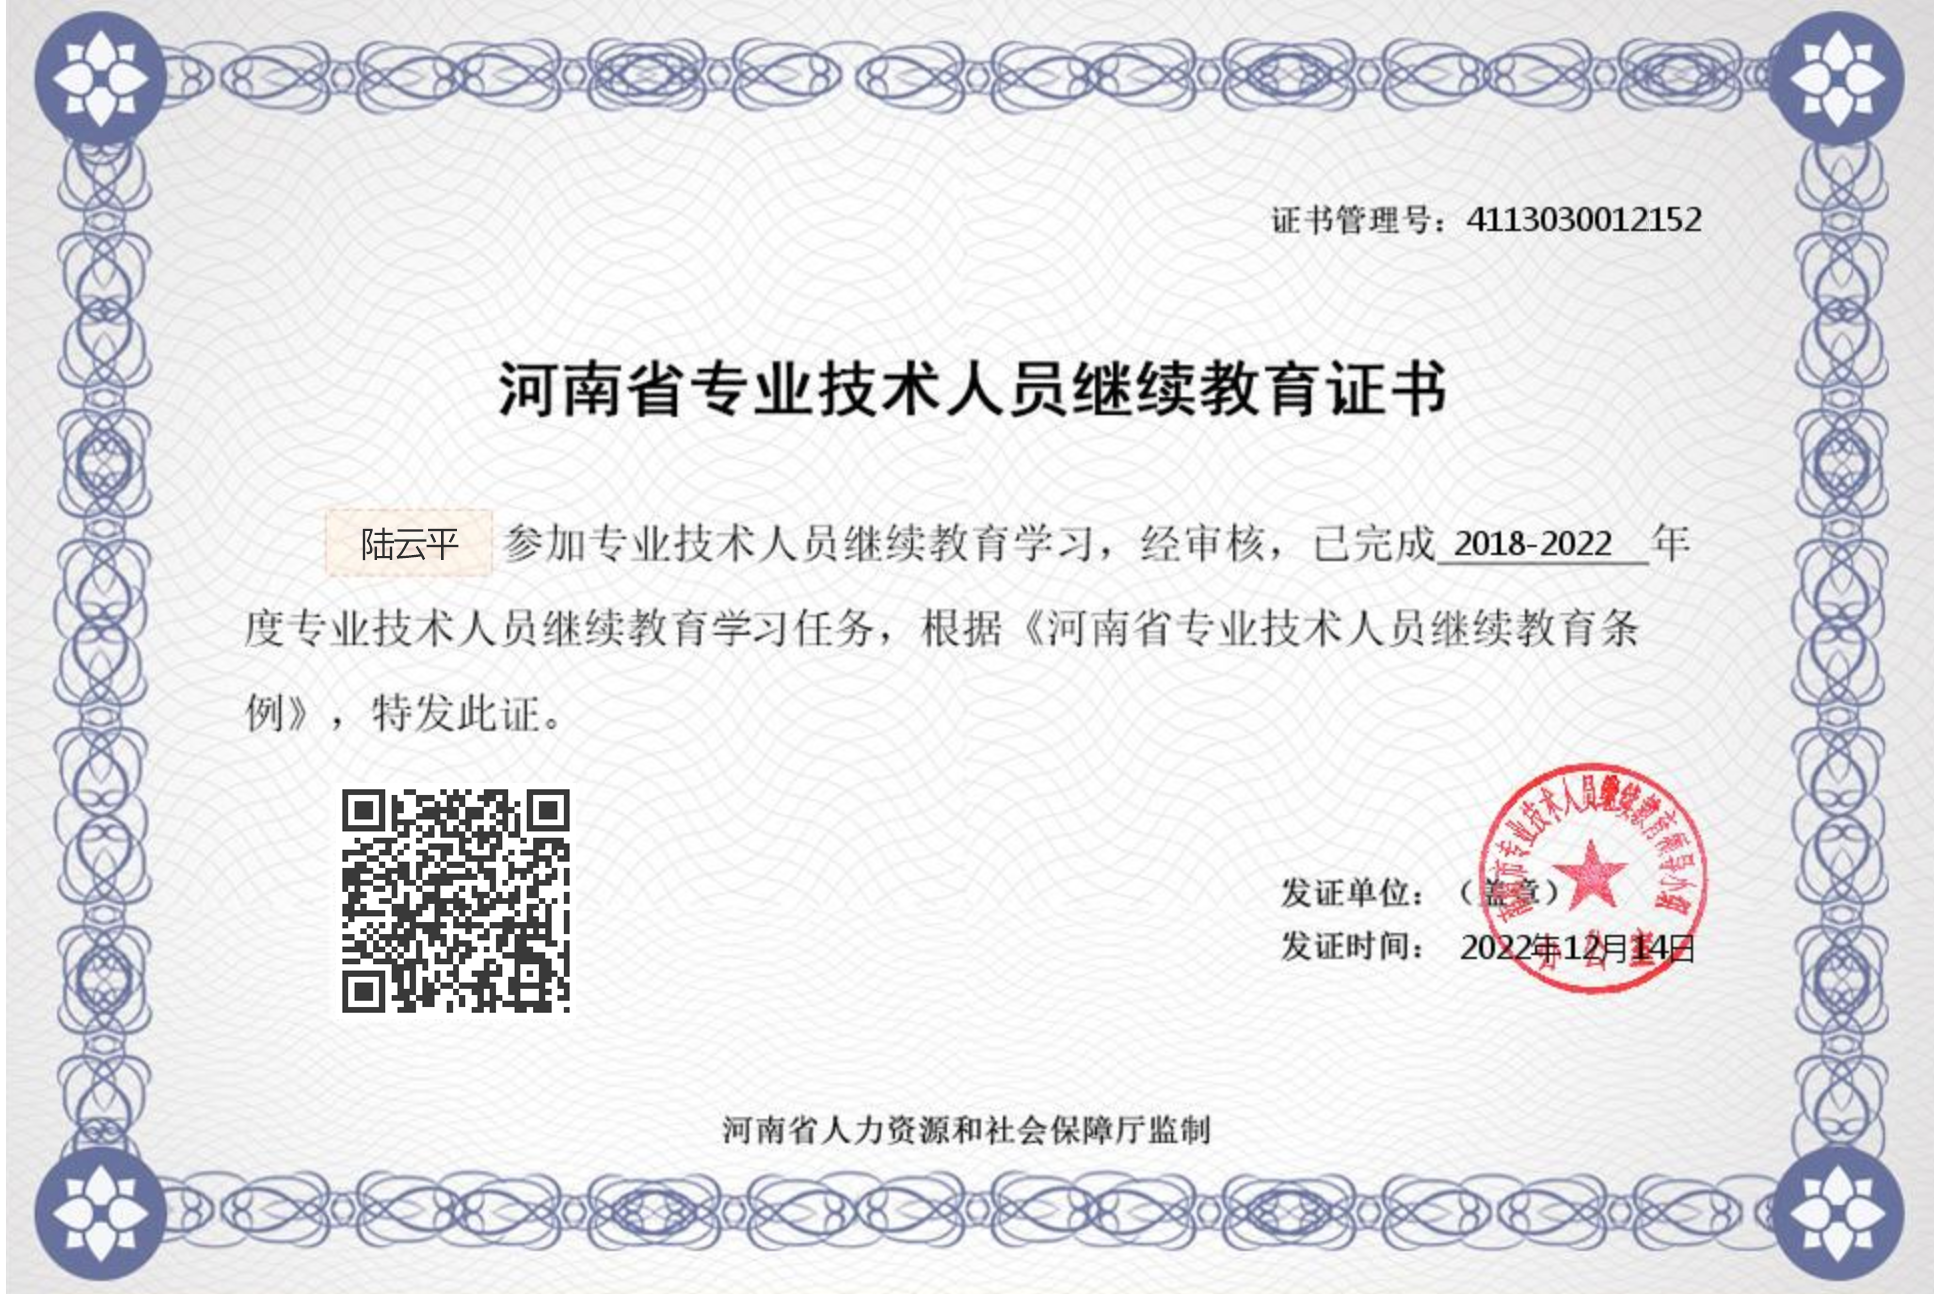 证书管理号：4113030012152
河南省专业技术人员继续教育证书
陆云平 参加专业技术人员继续教育学习，经审核，已完成 2018-2022 年
度专业技术人员继续教育学习任务，根据《河南省专业技术人员继续教育条
例》，特发此证。
市专业技术人员继续教育领导小组
办公室
发证单位：（盖章）
发证时间： 2022年12月14日
河南省人力资源和社会保障厅监制